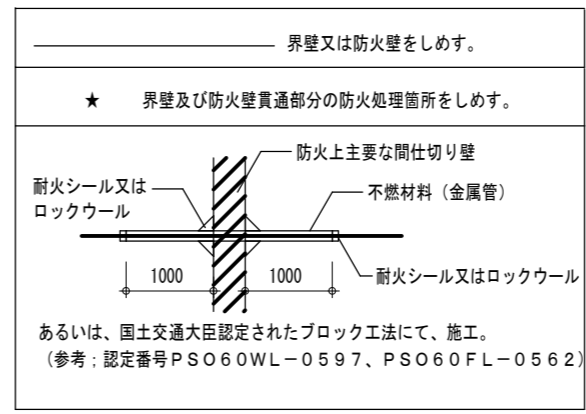 界壁又は防火壁をしめす。
★ 界壁及び防火壁貫通部分の防火処理箇所をしめす。
防火上主要な間仕切り壁
耐火シール又は
ロックウール
不燃材料（金属管）
1000
1000
耐火シール又はロックウール
あるいは、国土交通大臣認定されたブロック工法にて、施工。
（参考；認定番号ＰＳＯ６０ＷＬ－０５９７、ＰＳＯ６０ＦＬ－０５６２）